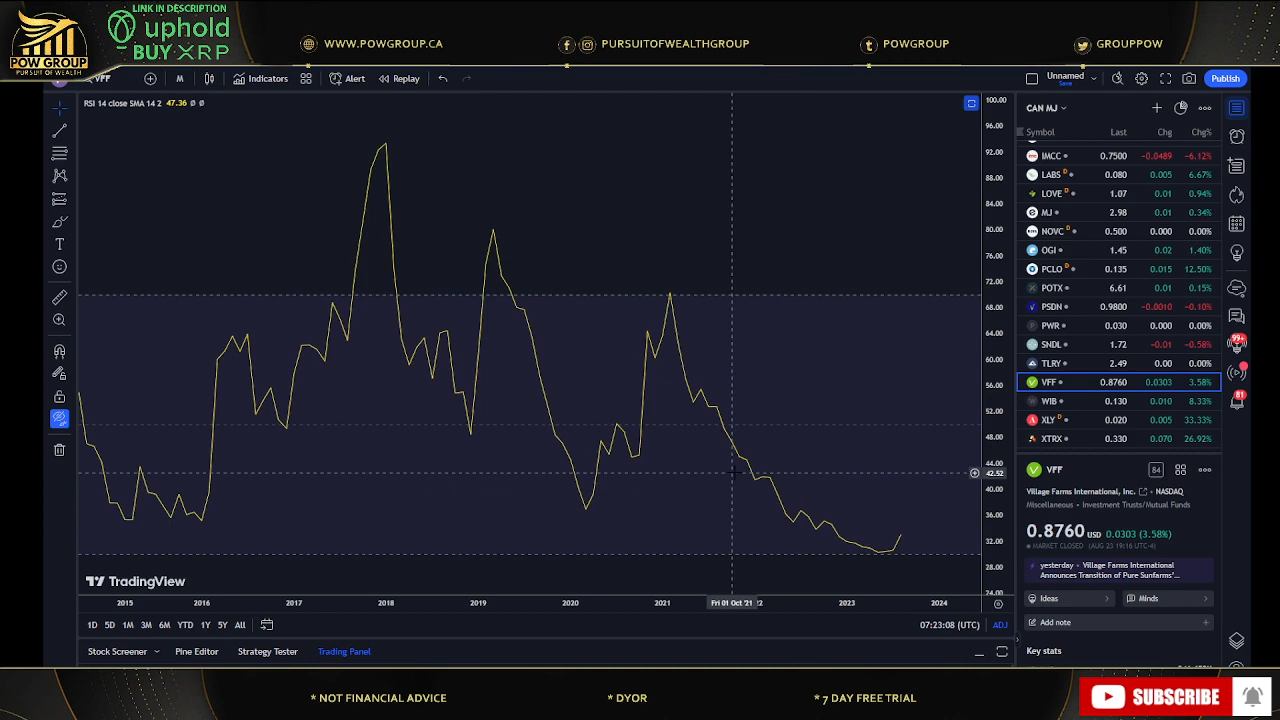 LINK IN DESCRIPTION
uphold
BUY XRP
POW GROUP
PURSUIT OF WEALTH
WWW.POWGROUP.CA
PURSUITOFWEALTHGROUP
POWGROUP
GROUPPOW
VFF
M
Indicators
Alert
Replay
Unnamed
Save
Publish
RSI 14 close SMA 14 2 47.36 Ø Ø
100.00
96.00
92.00
88.00
84.00
80.00
76.00
72.00
68.00
64.00
60.00
56.00
52.00
48.00
44.00
42.52
40.00
36.00
32.00
28.00
24.00
TradingView
2015
2016
2017
2018
2019
2020
2021
Fri 01 Oct '21
2023
2024
1D 5D 1M 3M 6M YTD 1Y 5Y All
07:23:08 (UTC)
ADJ
Stock Screener
Pine Editor
Strategy Tester
Trading Panel
CAN MJ
Symbol Last Chg Chg%
IMCC 0.7500 −0.0489 −6.12%
LABS D 0.080 0.005 6.67%
LOVE D 1.07 0.01 0.94%
MJ 2.98 0.01 0.34%
NOVC D 0.500 0.000 0.00%
OGI 1.45 0.02 1.40%
PCLO D 0.135 0.015 12.50%
POTX 6.61 0.01 0.15%
PSDN 0.9800 −0.0010 −0.10%
PWR 0.030 0.000 0.00%
SNDL 1.72 −0.01 −0.58%
TLRY 2.49 0.00 0.00%
VFF 0.8760 0.0303 3.58%
WIB 0.130 0.010 8.33%
XLY D 0.020 0.005 33.33%
XTRX 0.330 0.070 26.92%
99+
81
VFF
84
Village Farms International, Inc. • NASDAQ
Miscellaneous • Investment Trusts/Mutual Funds
0.8760 USD 0.0303 (3.58%)
MARKET CLOSED (AUG 23 19:16 UTC-4)
yesterday • Village Farms International Announces Transition of Pure Sunfarms'...
Ideas
Minds
Add note
Key stats
* NOT FINANCIAL ADVICE
* DYOR
* 7 DAY FREE TRIAL
SUBSCRIBE